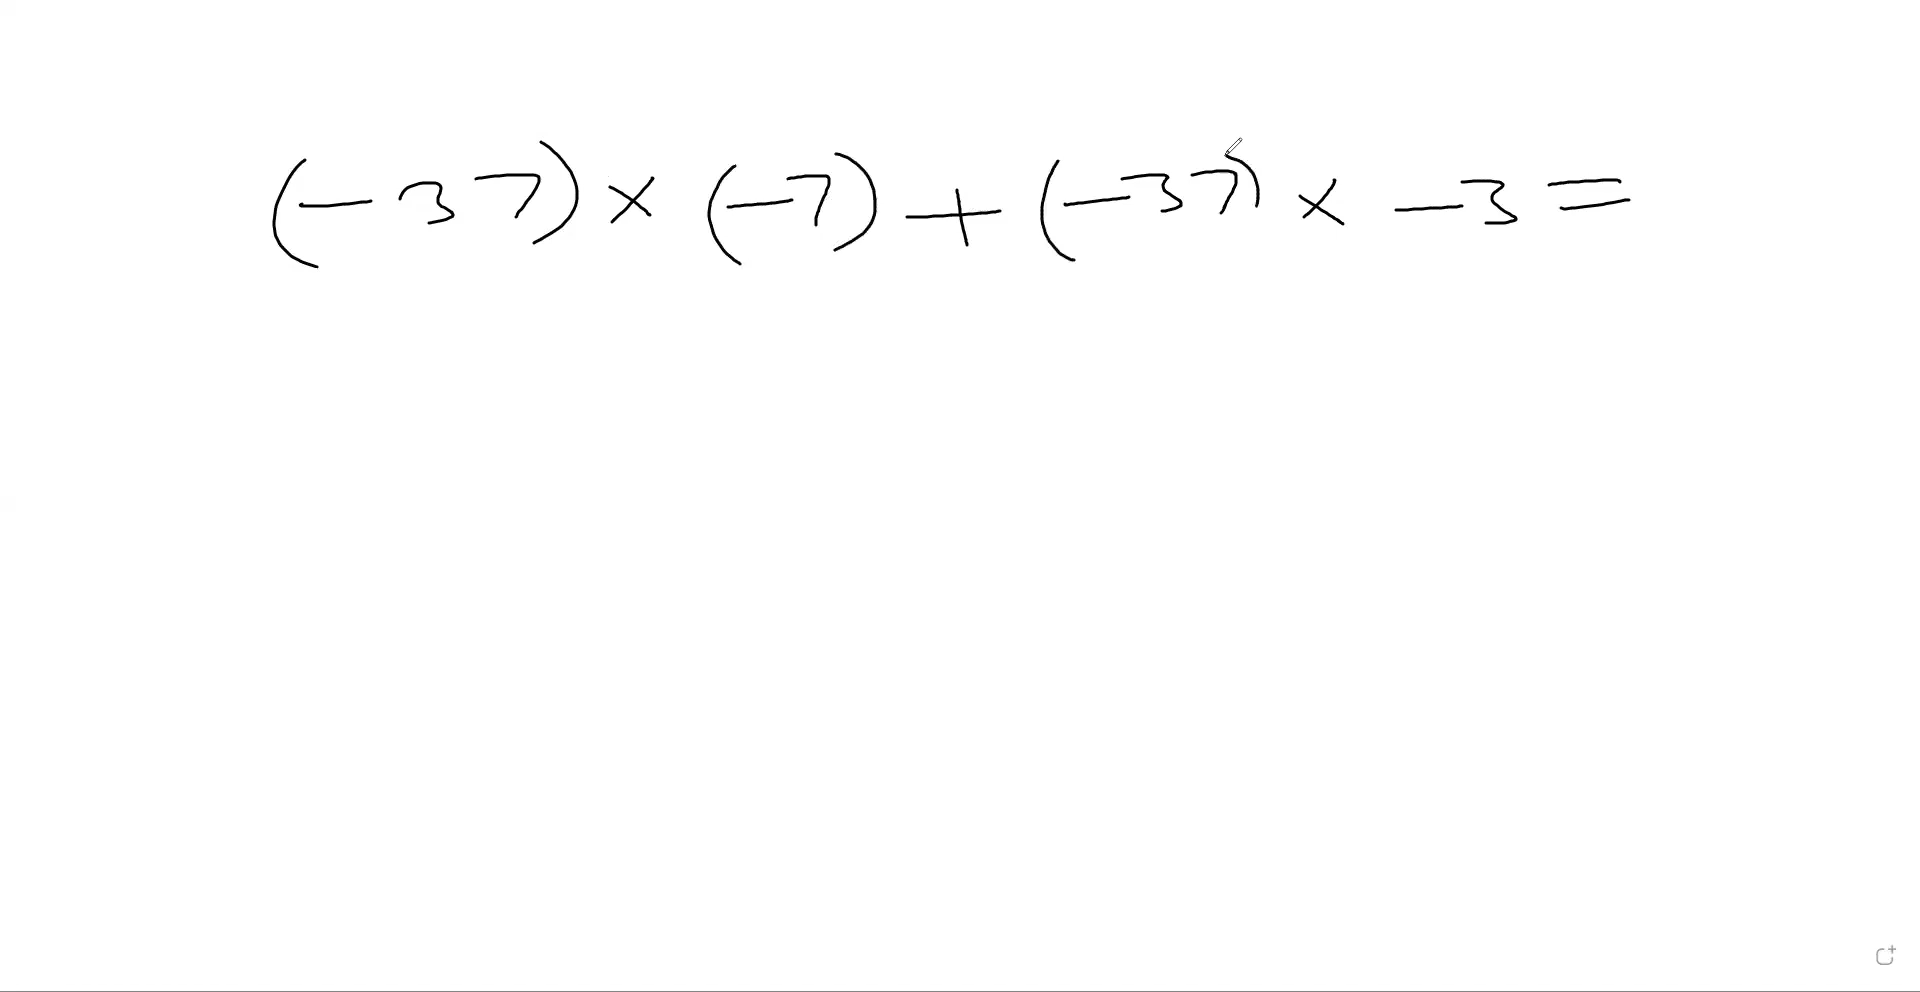 (-37) × (-7) + (-37) × -3 =